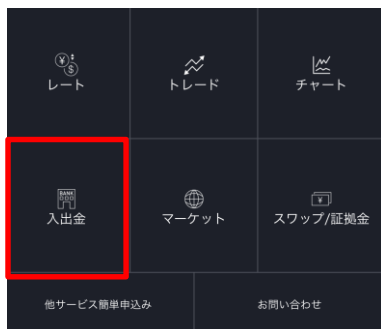 レート
トレード
チャート
BANK
入出金
マーケット
スワップ/証拠金
他サービス簡単申込み
お問い合わせ